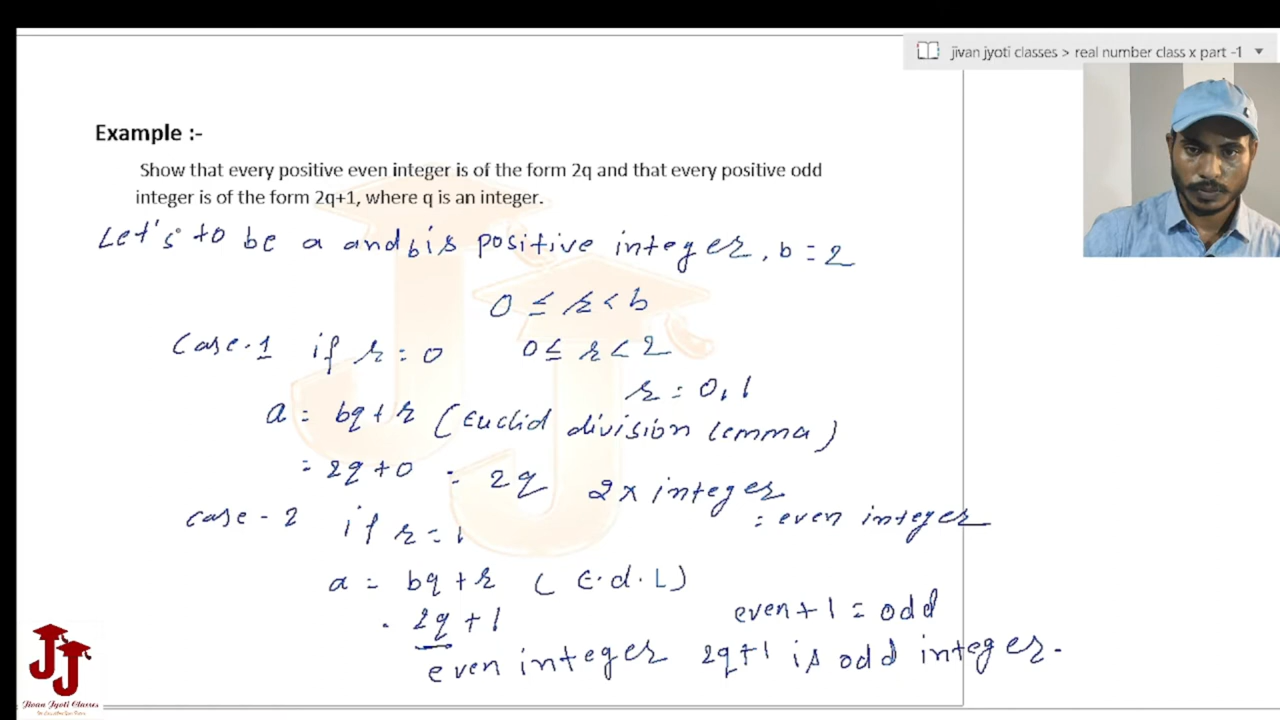 jivan jyoti classes > real number class x part -1
Example :-
Show that every positive even integer is of the form 2q and that every positive odd
integer is of the form 2q+1, where q is an integer.
Let's to be a and b is positive integer, b = 2
0 ≤ r < b
Case-1 if r = 0 0 ≤ r < 2
r = 0, 1
a = bq + r (Euclid division lemma)
= 2q + 0 = 2q 2 x integer
= even integer
case - 2 if r = 1
a = bq + r ( E.d.L)
= 2q + 1 even + 1 = odd
even integer 2q+1 is odd integer.
JJ
Jivan Jyoti Classes